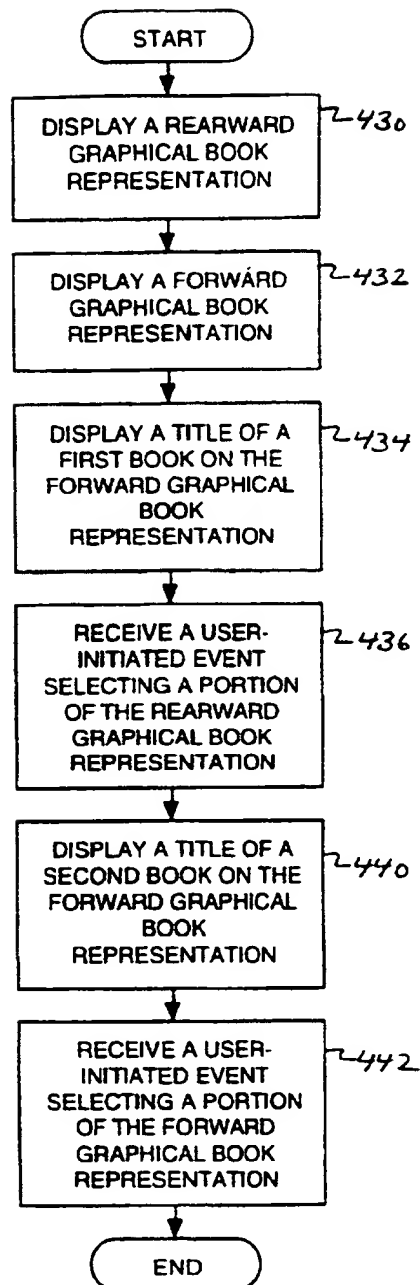 START
DISPLAY A REARWARD
GRAPHICAL BOOK
REPRESENTATION
430
DISPLAY A FORWARD
GRAPHICAL BOOK
REPRESENTATION
432
DISPLAY A TITLE OF A
FIRST BOOK ON THE
FORWARD GRAPHICAL
BOOK
REPRESENTATION
434
RECEIVE A USER-
INITIATED EVENT
SELECTING A PORTION
OF THE REARWARD
GRAPHICAL BOOK
REPRESENTATION
436
DISPLAY A TITLE OF A
SECOND BOOK ON THE
FORWARD GRAPHICAL
BOOK
REPRESENTATION
440
RECEIVE A USER-
INITIATED EVENT
SELECTING A PORTION
OF THE FORWARD
GRAPHICAL BOOK
REPRESENTATION
442
END